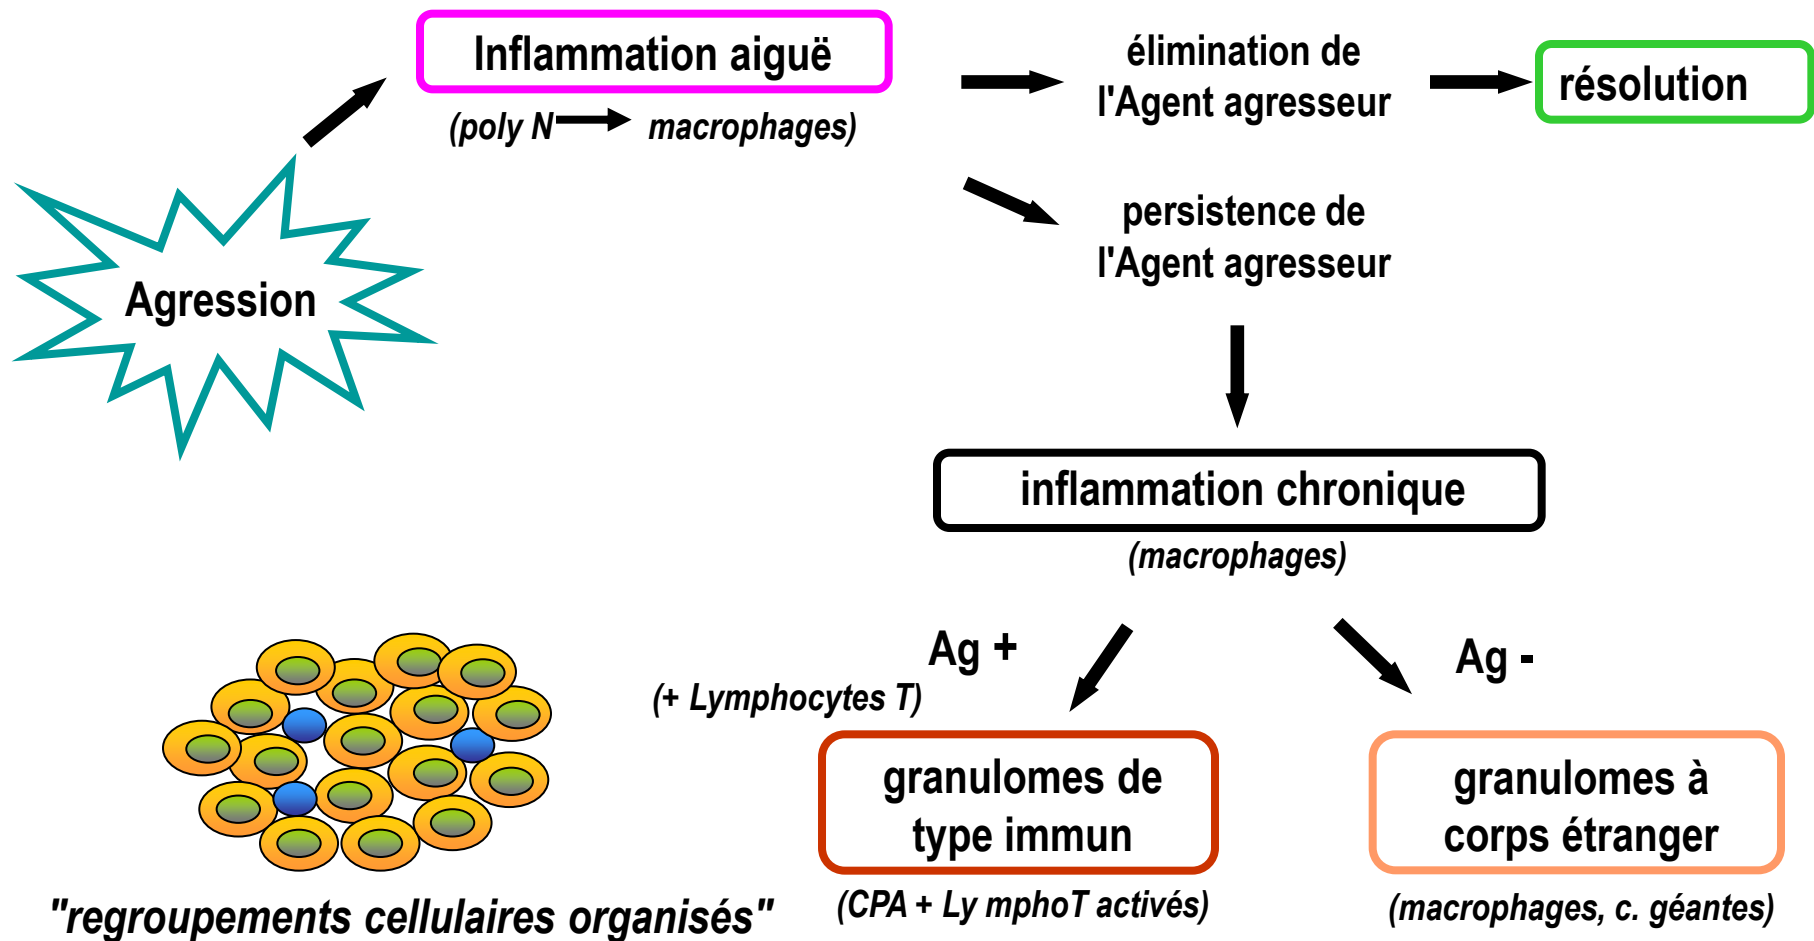 Inflammation aiguë
(poly N macrophages)
élimination de
l'Agent agresseur
résolution
Agression
persistence de
l'Agent agresseur
inflammation chronique
(macrophages)
Ag +
(+ Lymphocytes T)
Ag -
granulomes de
type immun
(CPA + Ly mphoT activés)
granulomes à
corps étranger
(macrophages, c. géantes)
"regroupements cellulaires organisés"